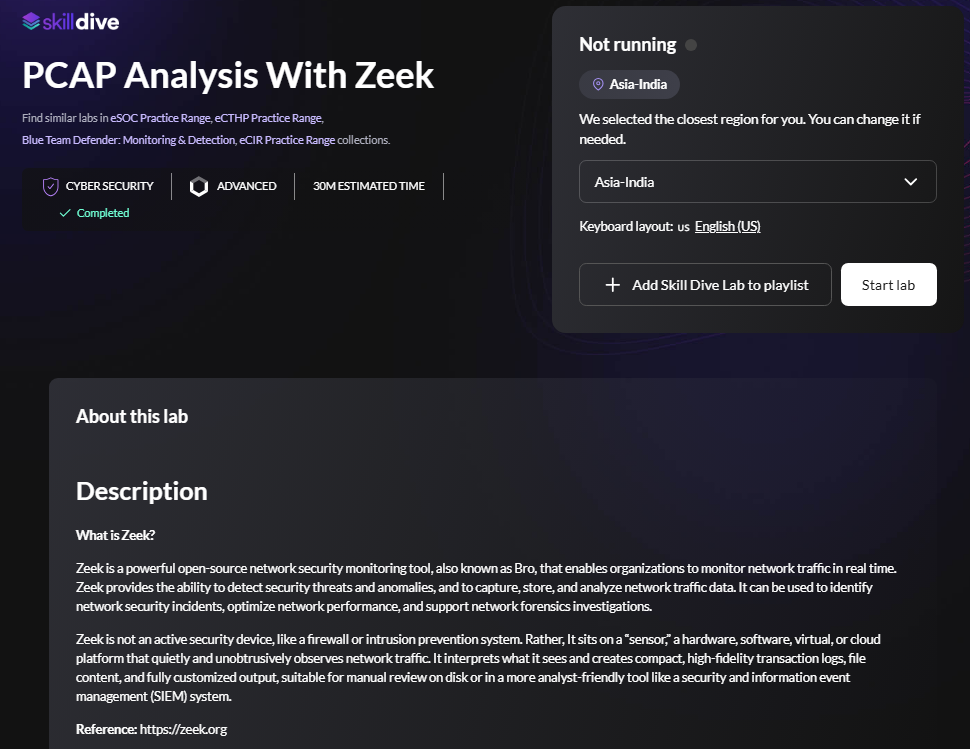 skilldive
PCAP Analysis With Zeek
Find similar labs in eSOC Practice Range, eCTHP Practice Range,
Blue Team Defender: Monitoring & Detection, eCIR Practice Range collections.
CYBER SECURITY
ADVANCED
30M ESTIMATED TIME
Completed
Not running
Asia-India
We selected the closest region for you. You can change it if
needed.
Asia-India
Keyboard layout: us English (US)
Add Skill Dive Lab to playlist
Start lab
About this lab
Description
What is Zeek?
Zeek is a powerful open-source network security monitoring tool, also known as Bro, that enables organizations to monitor network traffic in real time.
Zeek provides the ability to detect security threats and anomalies, and to capture, store, and analyze network traffic data. It can be used to identify
network security incidents, optimize network performance, and support network forensics investigations.
Zeek is not an active security device, like a firewall or intrusion prevention system. Rather, It sits on a "sensor," a hardware, software, virtual, or cloud
platform that quietly and unobtrusively observes network traffic. It interprets what it sees and creates compact, high-fidelity transaction logs, file
content, and fully customized output, suitable for manual review on disk or in a more analyst-friendly tool like a security and information event
management (SIEM) system.
Reference: https://zeek.org